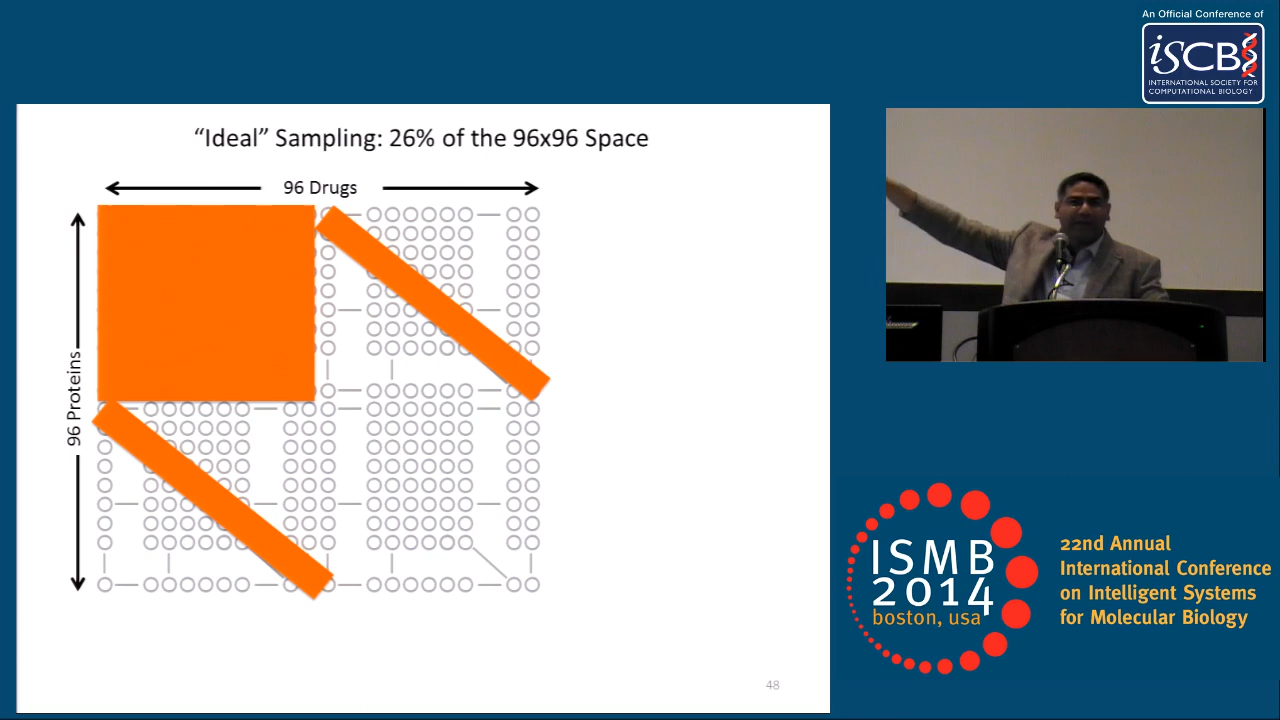 An Official Conference of
iSCB
INTERNATIONAL SOCIETY FOR
COMPUTATIONAL BIOLOGY
“Ideal” Sampling: 26% of the 96x96 Space
96 Drugs
96 Proteins
48
ISMB
2014
boston, usa
22nd Annual
International Conference
on Intelligent Systems
for Molecular Biology